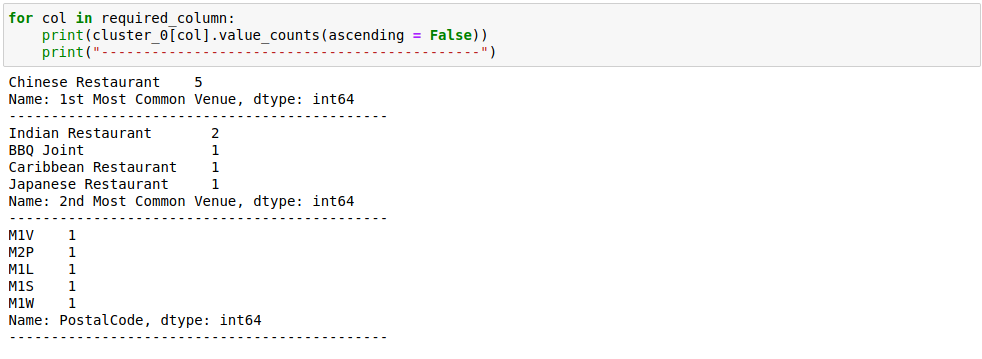 for col in required_column:
    print(cluster_0[col].value_counts(ascending = False))
    print("---------------------------------------------")
Chinese Restaurant    5
Name: 1st Most Common Venue, dtype: int64
---------------------------------------------
Indian Restaurant       2
BBQ Joint               1
Caribbean Restaurant    1
Japanese Restaurant     1
Name: 2nd Most Common Venue, dtype: int64
---------------------------------------------
M1V    1
M2P    1
M1L    1
M1S    1
M1W    1
Name: PostalCode, dtype: int64
---------------------------------------------